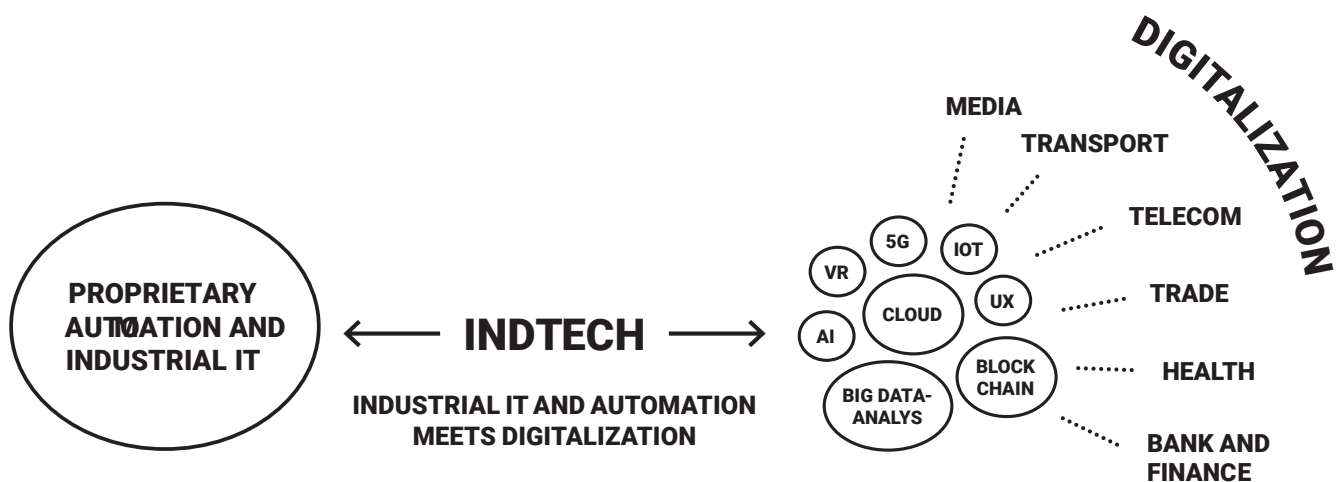 DIGITALIZATION
MEDIA
TRANSPORT
TELECOM
TRADE
HEALTH
BANK AND
FINANCE
5G
IOT
VR
UX
CLOUD
AI
BLOCK
CHAIN
BIG DATA-
ANALYS
PROPRIETARY
AUTOMATION AND
INDUSTRIAL IT
INDTECH
INDUSTRIAL IT AND AUTOMATION
MEETS DIGITALIZATION